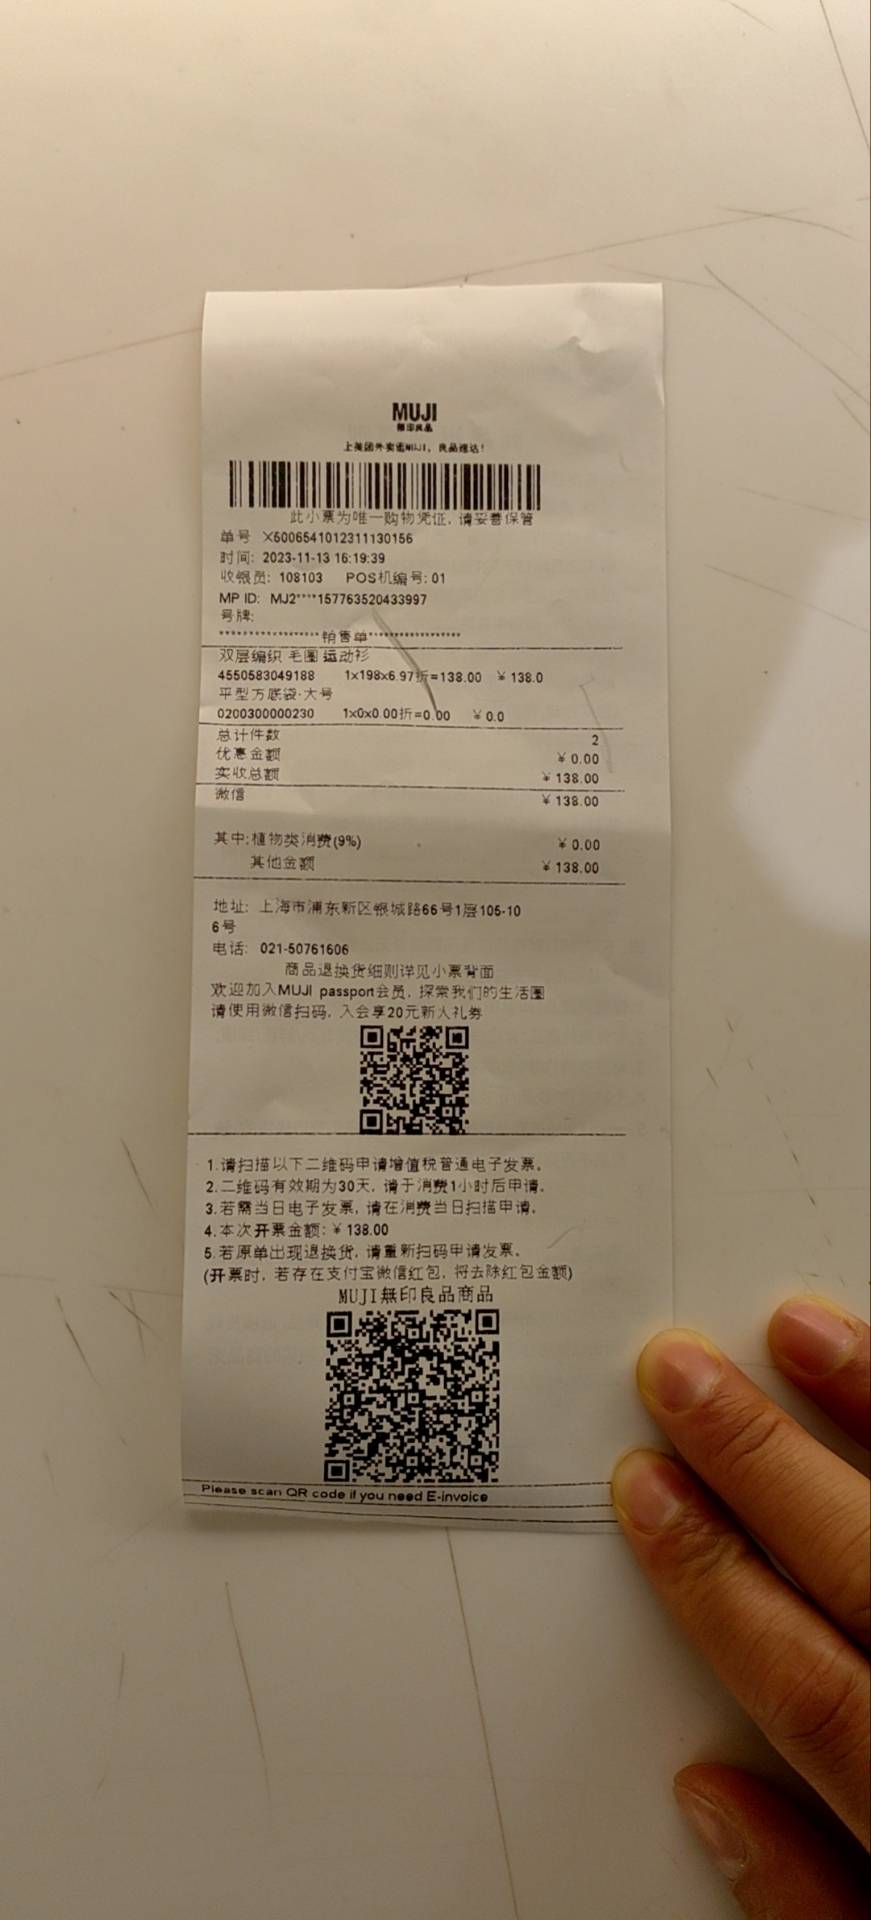 MUJI
無印良品
上美团外卖逛MUJI，良品速达！
此小票为唯一购物凭证，请妥善保管
单号 X6006541012311130156
时间: 2023-11-13 16:19:39
收银员: 108103 POS机编号: 01
MP ID: MJ2****157763520433997
号牌:
******************销售单*****************
双层编织 毛圈 运动衫
4550583049188 1x198x6.97折=138.00 ￥138.0
平型方底袋·大号
0200300000230 1x0x0.00折=0.00 ￥0.0
总计件数 2
优惠金额 ￥0.00
实收总额 ￥138.00
微信 ￥138.00
其中:植物类消费(9%) ￥0.00
其他金额 ￥138.00
地址: 上海市浦东新区银城路66号1层105-10
6号
电话: 021-50761606
商品退换货细则详见小票背面
欢迎加入MUJI passport会员, 探索我们的生活圈
请使用微信扫码, 入会享20元新人礼券
1.请扫描以下二维码申请增值税普通电子发票。
2.二维码有效期为30天, 请于消费1小时后申请。
3.若需当日电子发票, 请在消费当日扫描申请。
4.本次开票金额: ￥138.00
5.若原单出现退换货, 请重新扫码申请发票。
(开票时, 若存在支付宝微信红包, 将去除红包金额)
MUJI無印良品商品
Please scan QR code if you need E-invoice